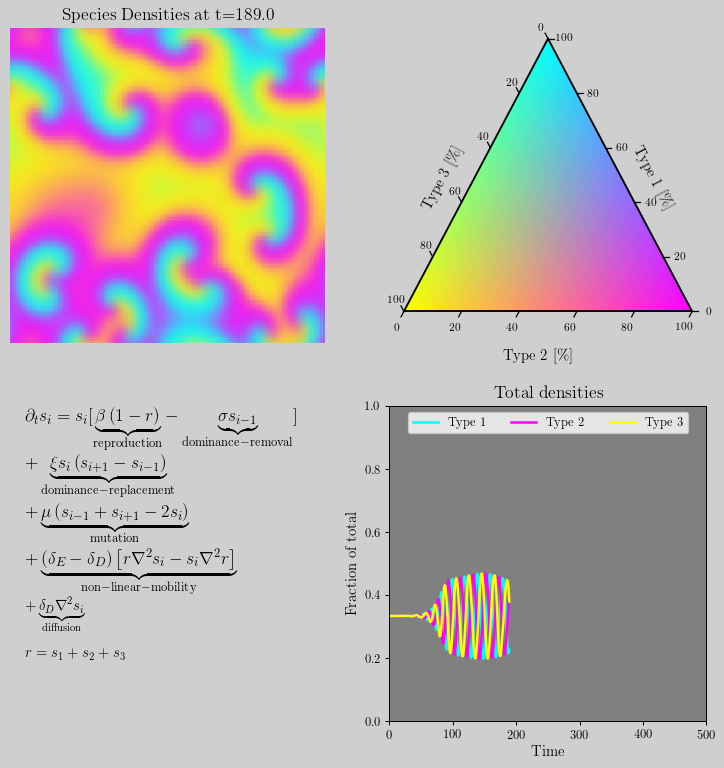 Species Densities at t=189.0
0
100
20
80
40
60
60
40
80
20
100
0
0
20
40
60
80
100
Type 3 [%]
Type 1 [%]
Type 2 [%]
∂ₜsᵢ = sᵢ[β (1 − r) − σsᵢ₋₁ ]
reproduction dominance−removal
+ ξsᵢ (sᵢ₊₁ − sᵢ₋₁)
dominance−replacement
+ μ (sᵢ₋₁ + sᵢ₊₁ − 2sᵢ)
mutation
+ (δ_E − δ_D) [r∇²sᵢ − sᵢ∇²r]
non−linear−mobility
+ δ_D∇²sᵢ
diffusion
r = s₁ + s₂ + s₃
Total densities
Type 1 Type 2 Type 3
1.0
0.8
0.6
0.4
0.2
0.0
Fraction of total
0 100 200 300 400 500
Time